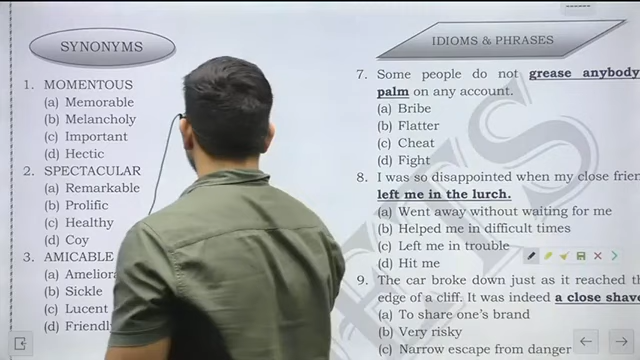 SYNONYMS
1. MOMENTOUS
(a) Memorable
(b) Melancholy
(c) Important
(d) Hectic
2. SPECTACULAR
(a) Remarkable
(b) Prolific
(c) Healthy
(d) Coy
3. AMICABLE
(b) Sickle
(c) Lucent
IDIOMS & PHRASES
7. Some people do not grease
palm on any account.
(a) Bribe
(b) Flatter
(c) Cheat
(d) Fight
8. I was so disappointed when my close
left me in the lurch.
(a) Went away without waiting for me
(b) Helped me in difficult times
(c) Left me in trouble
(d) Hit me
9. The car broke down just as it reached
edge of a cliff. It was indeed a close
(a) To share one's brand
(b) Very risky
(c) Narrow escape from danger